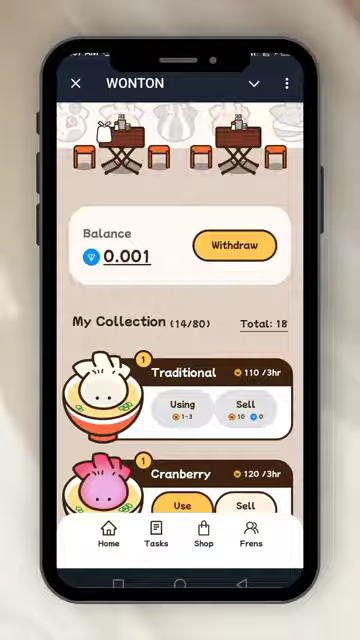 WONTON
Balance
0.001
Withdraw
My Collection (14/80)
Total: 18
1
Traditional
110 /3hr
Using
1-3
Sell
10 · 0
1
Cranberry
120 /3hr
Use
Sell
Home
Tasks
Shop
Frens